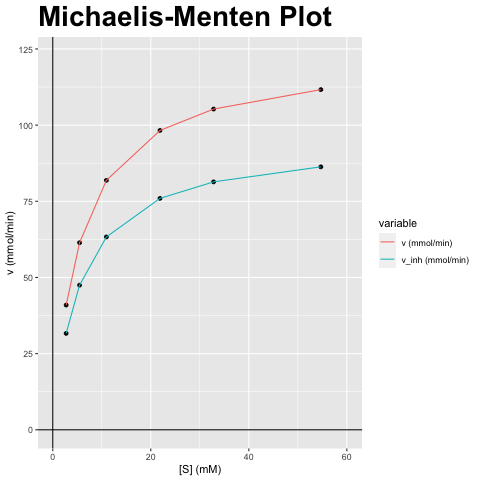 Michaelis-Menten Plot
125
100
75
50
25
0
v (mmol/min)
0 20 40 60
[S] (mM)
variable
v (mmol/min)
v_inh (mmol/min)